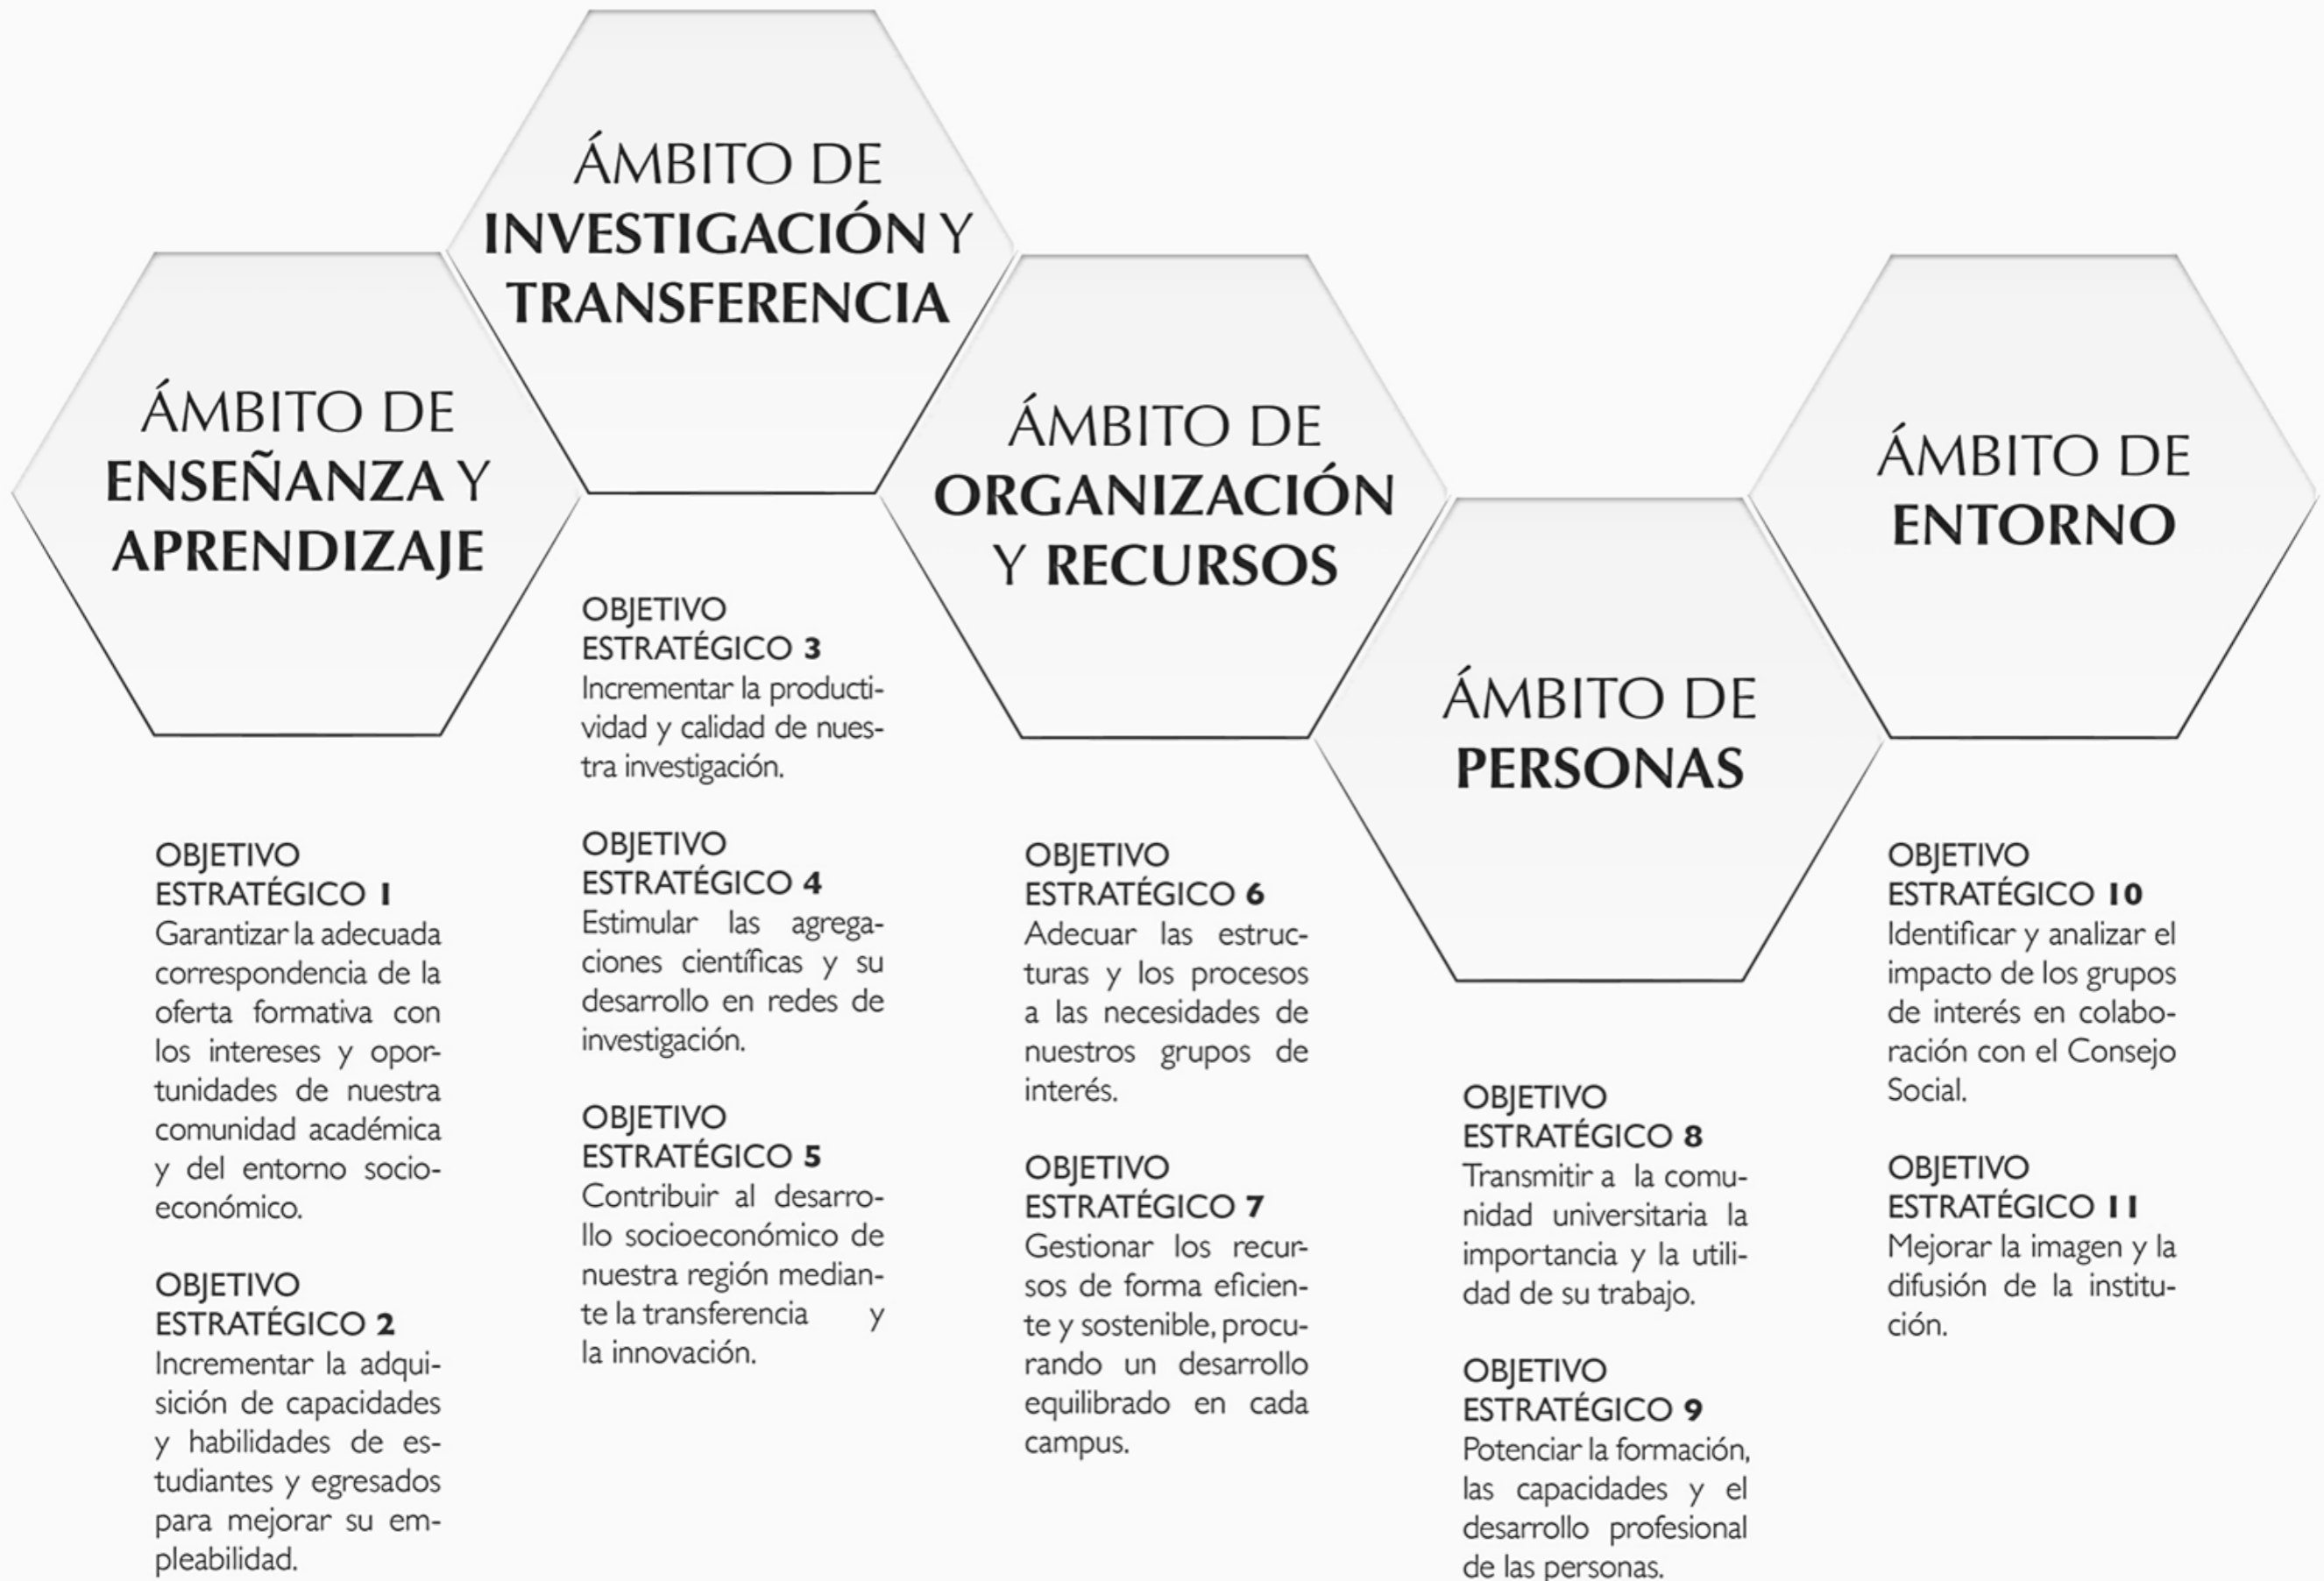 ÁMBITO DE
ENSEÑANZA Y
APRENDIZAJE
OBJETIVO
ESTRATÉGICO 1
Garantizar la adecuada
correspondencia de la
oferta formativa con
los intereses y opor-
tunidades de nuestra
comunidad académica
y del entorno socio-
económico.
OBJETIVO
ESTRATÉGICO 2
Incrementar la adqui-
sición de capacidades
y habilidades de es-
tudiantes y egresados
para mejorar su em-
pleabilidad.
ÁMBITO DE
INVESTIGACIÓN Y
TRANSFERENCIA
OBJETIVO
ESTRATÉGICO 3
Incrementar la producti-
vidad y calidad de nues-
tra investigación.
OBJETIVO
ESTRATÉGICO 4
Estimular las agrega-
ciones científicas y su
desarrollo en redes de
investigación.
OBJETIVO
ESTRATÉGICO 5
Contribuir al desarro-
llo socioeconómico de
nuestra región median-
te la transferencia y
la innovación.
ÁMBITO DE
ORGANIZACIÓN
Y RECURSOS
OBJETIVO
ESTRATÉGICO 6
Adecuar las estruc-
turas y los procesos
a las necesidades de
nuestros grupos de
interés.
OBJETIVO
ESTRATÉGICO 7
Gestionar los recur-
sos de forma eficien-
te y sostenible, procu-
rando un desarrollo
equilibrado en cada
campus.
ÁMBITO DE
PERSONAS
OBJETIVO
ESTRATÉGICO 8
Transmitir a la comu-
nidad universitaria la
importancia y la utili-
dad de su trabajo.
OBJETIVO
ESTRATÉGICO 9
Potenciar la formación,
las capacidades y el
desarrollo profesional
de las personas.
ÁMBITO DE
ENTORNO
OBJETIVO
ESTRATÉGICO 10
Identificar y analizar el
impacto de los grupos
de interés en colabo-
ración con el Consejo
Social.
OBJETIVO
ESTRATÉGICO 11
Mejorar la imagen y la
difusión de la institu-
ción.